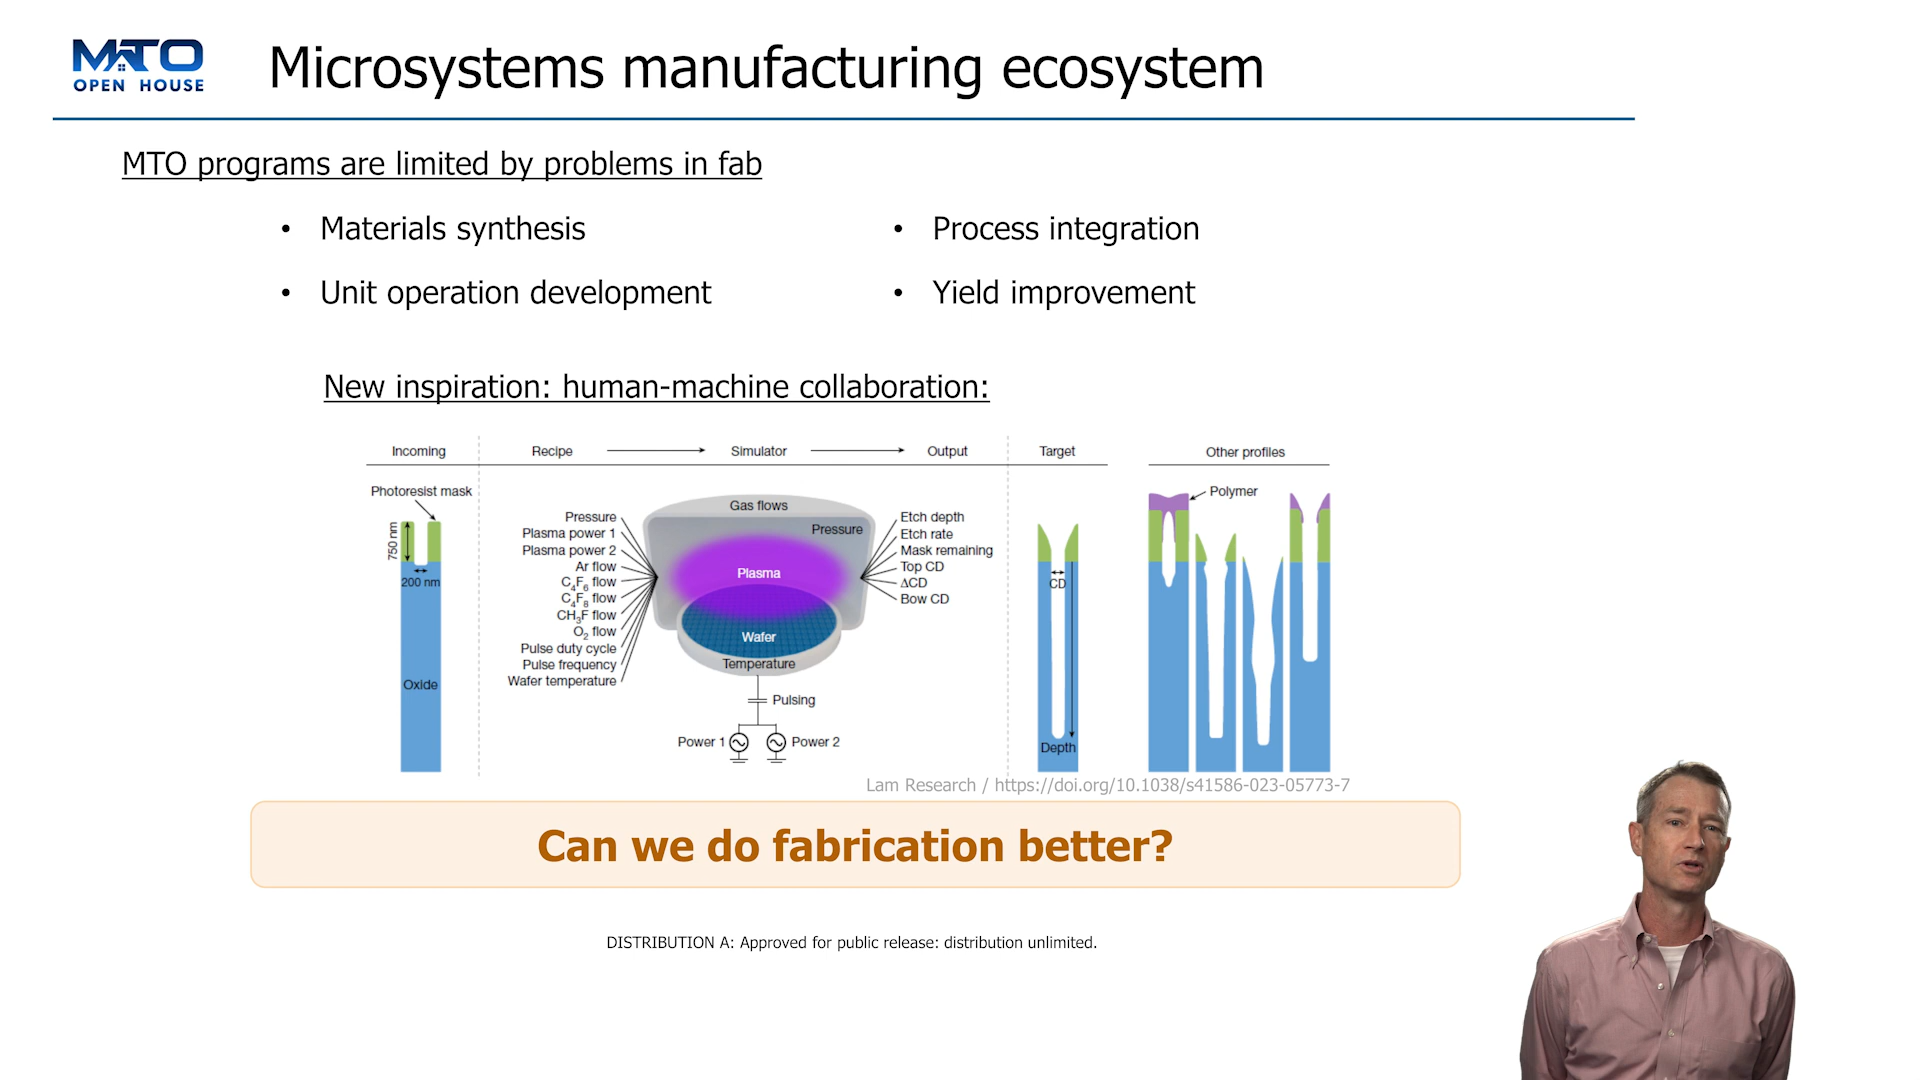 MTO
OPEN HOUSE
Microsystems manufacturing ecosystem
MTO programs are limited by problems in fab
• Materials synthesis
• Unit operation development
• Process integration
• Yield improvement
New inspiration: human-machine collaboration:
Incoming
Recipe
Simulator
Output
Target
Other profiles
Photoresist mask
750 nm
200 nm
Oxide
Pressure
Plasma power 1
Plasma power 2
Ar flow
C4F6 flow
C4F8 flow
CH3F flow
O2 flow
Pulse duty cycle
Pulse frequency
Wafer temperature
Gas flows
Pressure
Plasma
Wafer
Temperature
Pulsing
Power 1
Power 2
Etch depth
Etch rate
Mask remaining
Top CD
ΔCD
Bow CD
CD
Depth
Polymer
Lam Research / https://doi.org/10.1038/s41586-023-05773-7
Can we do fabrication better?
DISTRIBUTION A: Approved for public release: distribution unlimited.